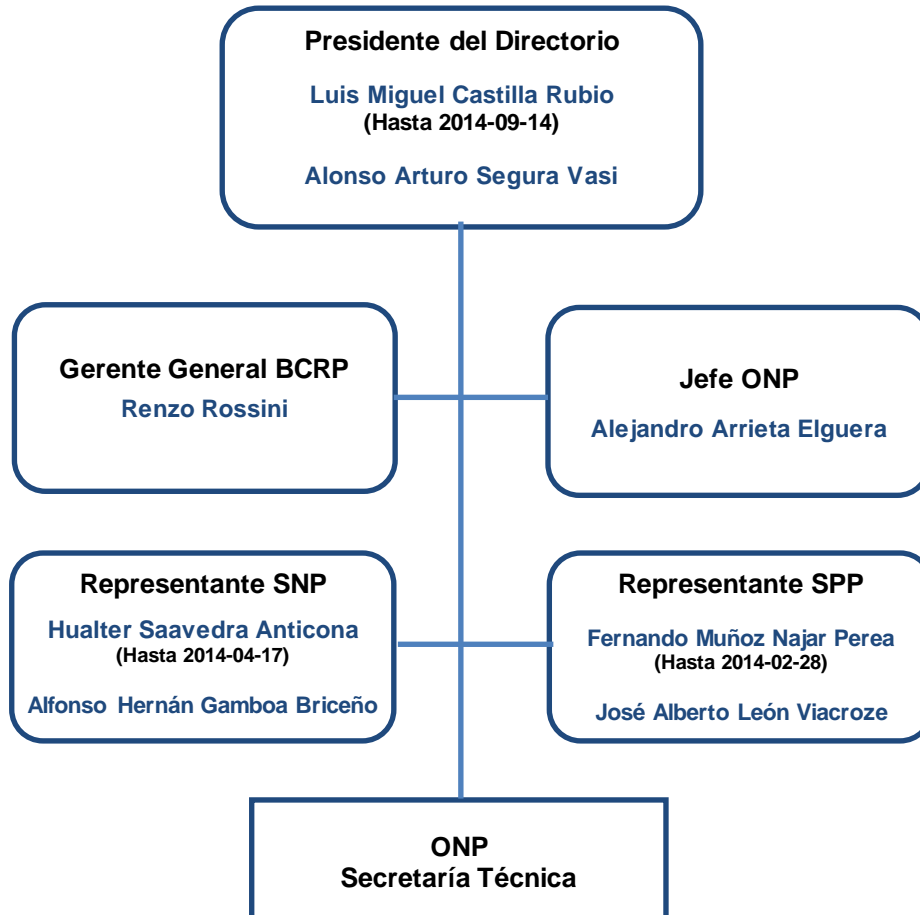 Presidente del Directorio
Luis Miguel Castilla Rubio
(Hasta 2014-09-14)
Alonso Arturo Segura Vasi
Gerente General BCRP
Renzo Rossini
Jefe ONP
Alejandro Arrieta Elguera
Representante SNP
Hualter Saavedra Anticona
(Hasta 2014-04-17)
Alfonso Hernán Gamboa Briceño
Representante SPP
Fernando Muñoz Najar Perea
(Hasta 2014-02-28)
José Alberto León Viacroze
ONP
Secretaría Técnica